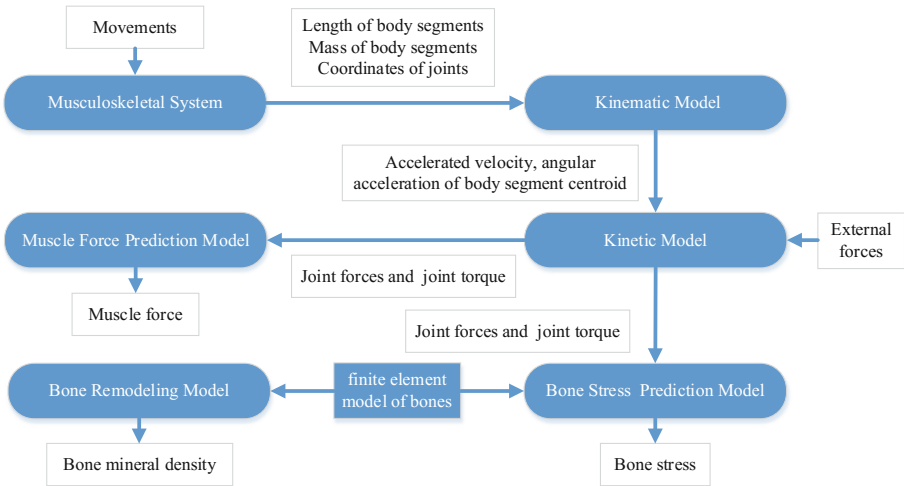 Movements
Length of body segments
Mass of body segments
Coordinates of joints
Musculoskeletal System
Kinematic Model
Accelerated velocity, angular
acceleration of body segment centroid
Muscle Force Prediction Model
Kinetic Model
External
forces
Joint forces and joint torque
Muscle force
Joint forces and joint torque
Bone Remodeling Model
finite element
model of bones
Bone Stress Prediction Model
Bone mineral density
Bone stress